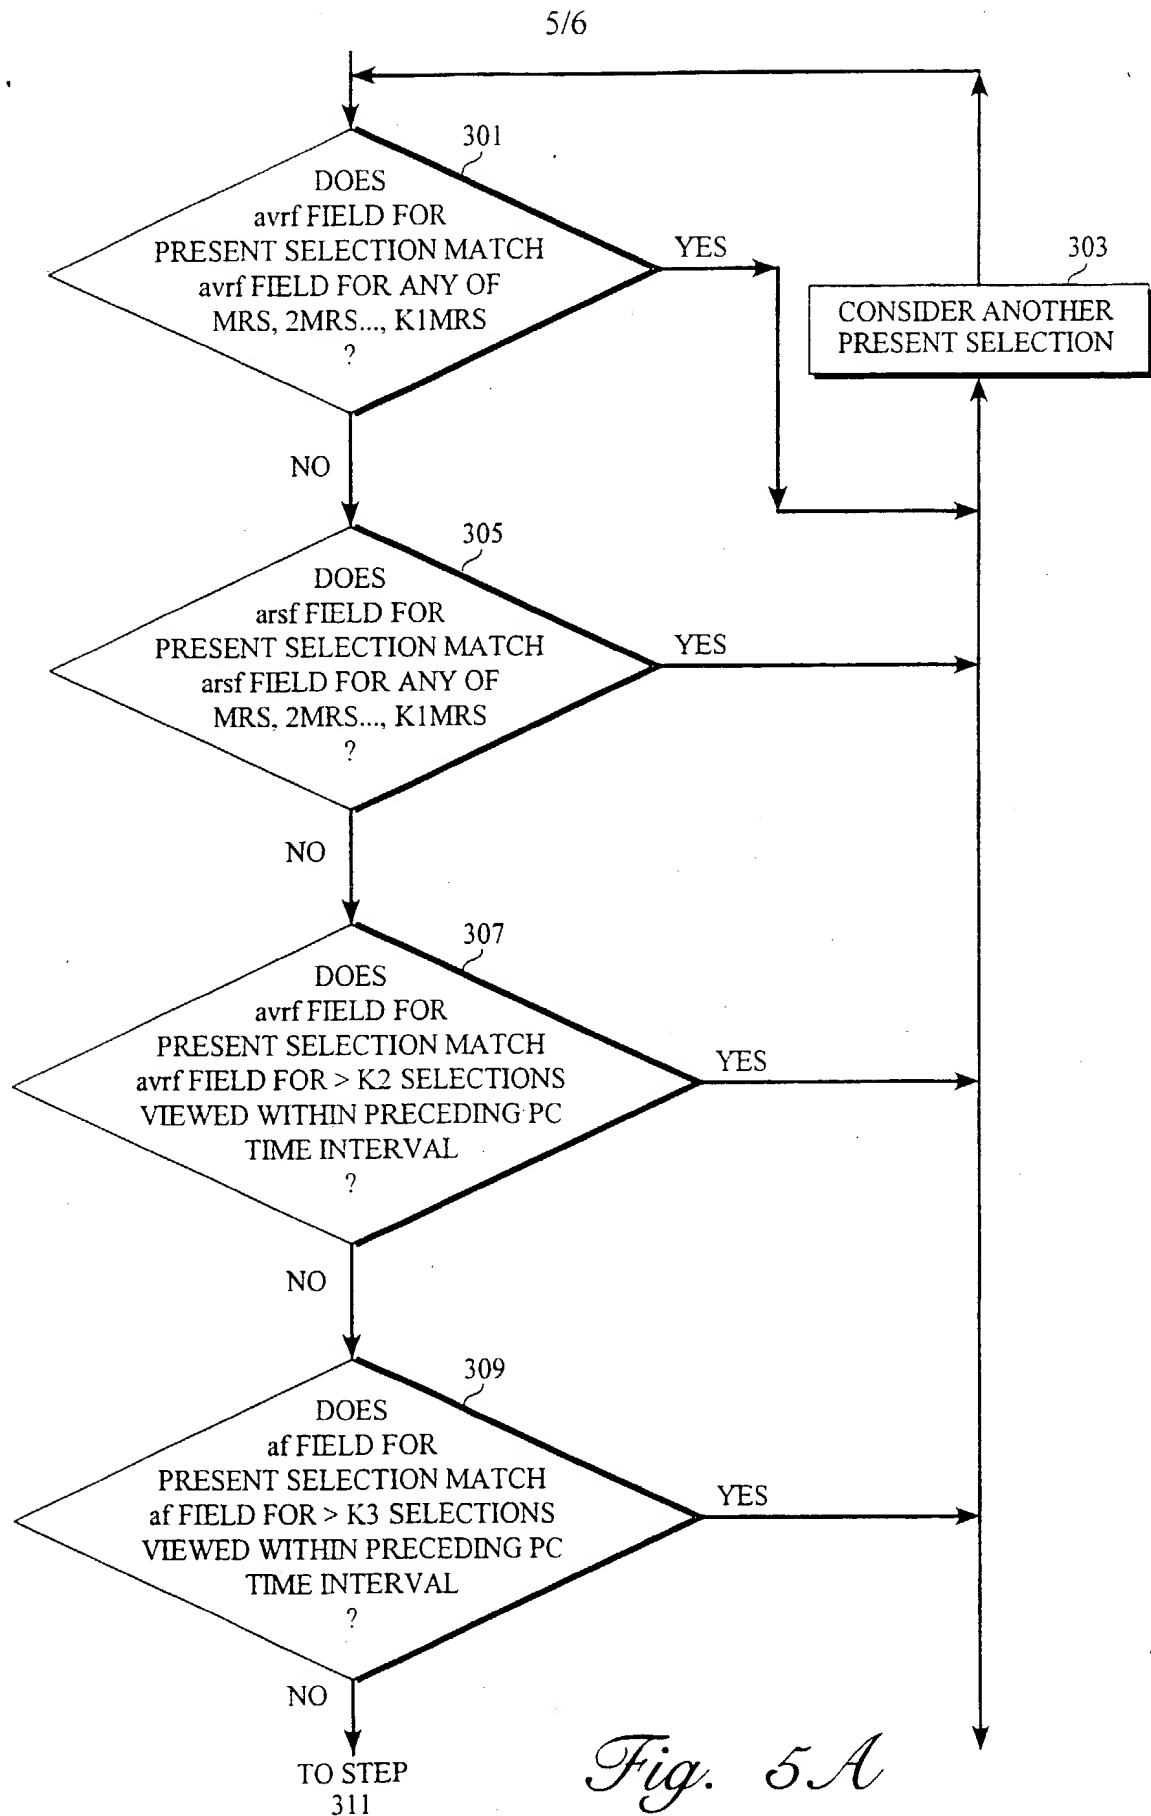 5/6
301
DOES
avrf FIELD FOR
PRESENT SELECTION MATCH
avrf FIELD FOR ANY OF
MRS, 2MRS..., K1MRS
?
YES
303
CONSIDER ANOTHER
PRESENT SELECTION
NO
305
DOES
arsf FIELD FOR
PRESENT SELECTION MATCH
arsf FIELD FOR ANY OF
MRS, 2MRS..., K1MRS
?
YES
NO
307
DOES
avrf FIELD FOR
PRESENT SELECTION MATCH
avrf FIELD FOR > K2 SELECTIONS
VIEWED WITHIN PRECEDING PC
TIME INTERVAL
?
YES
NO
309
DOES
af FIELD FOR
PRESENT SELECTION MATCH
af FIELD FOR > K3 SELECTIONS
VIEWED WITHIN PRECEDING PC
TIME INTERVAL
?
YES
NO
TO STEP
311
Fig. 5A